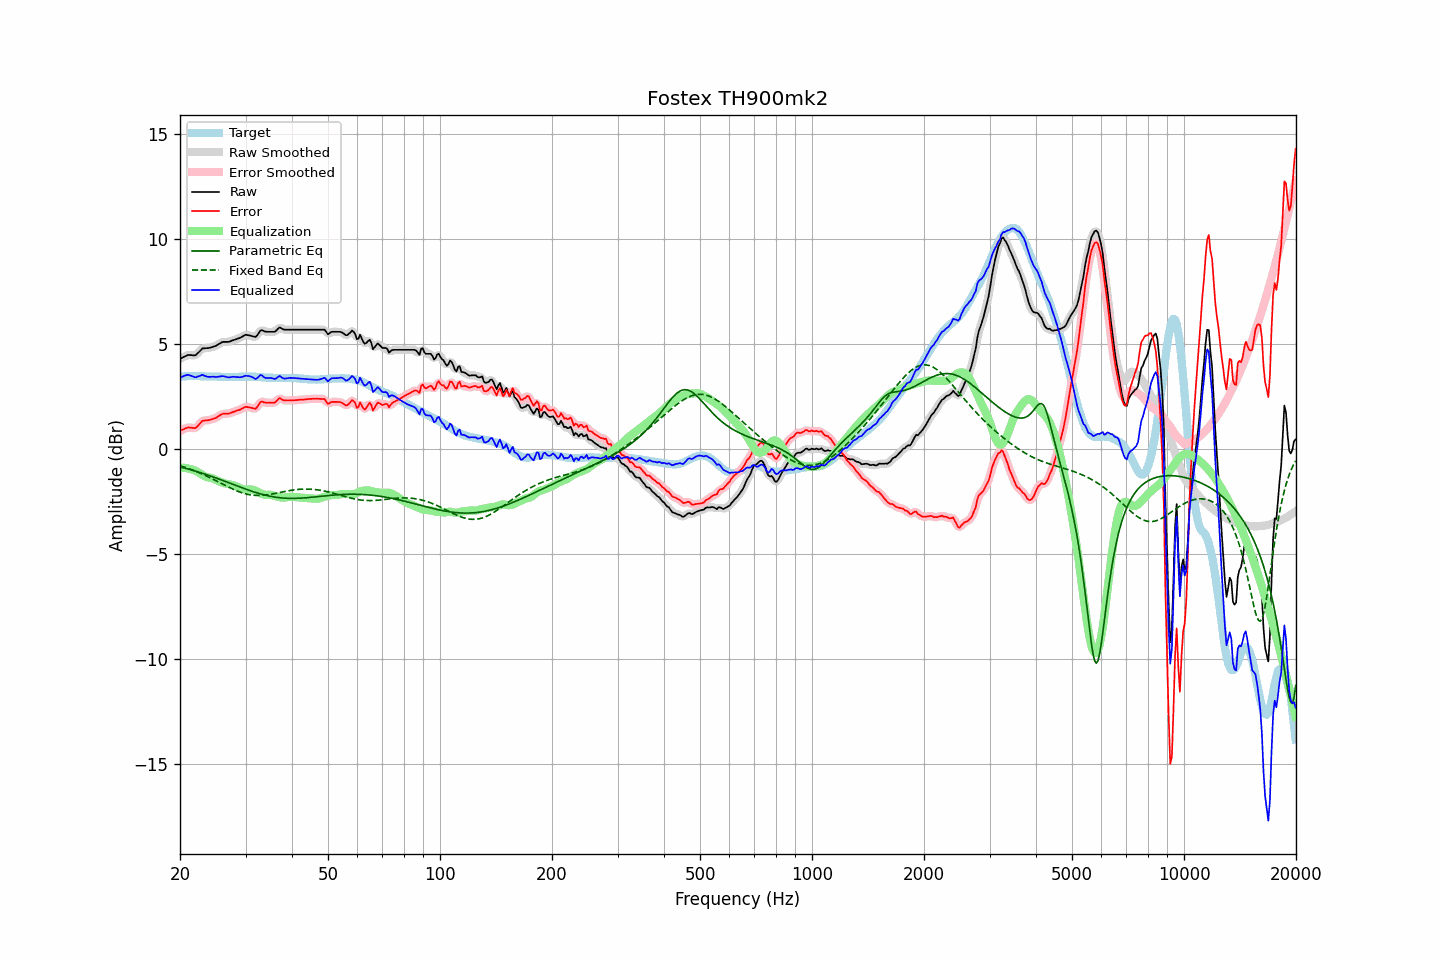 Fostex TH900mk2
Amplitude (dBr)
15
10
5
0
−5
−10
−15
Target
Raw Smoothed
Error Smoothed
Raw
Error
Equalization
Parametric Eq
Fixed Band Eq
Equalized
20 50 100 200 500 1000 2000 5000 10000 20000
Frequency (Hz)